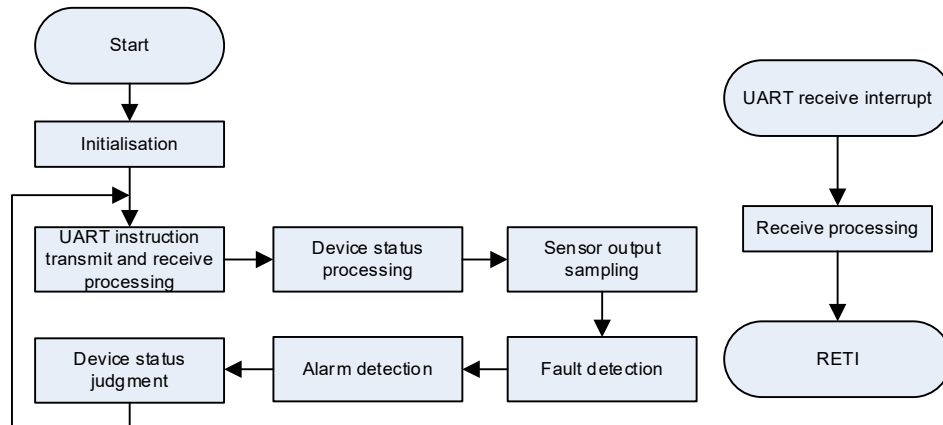 Start
Initialisation
UART instruction
transmit and receive
processing
Device status
processing
Sensor output
sampling
Fault detection
Alarm detection
Device status
judgment
UART receive interrupt
Receive processing
RETI